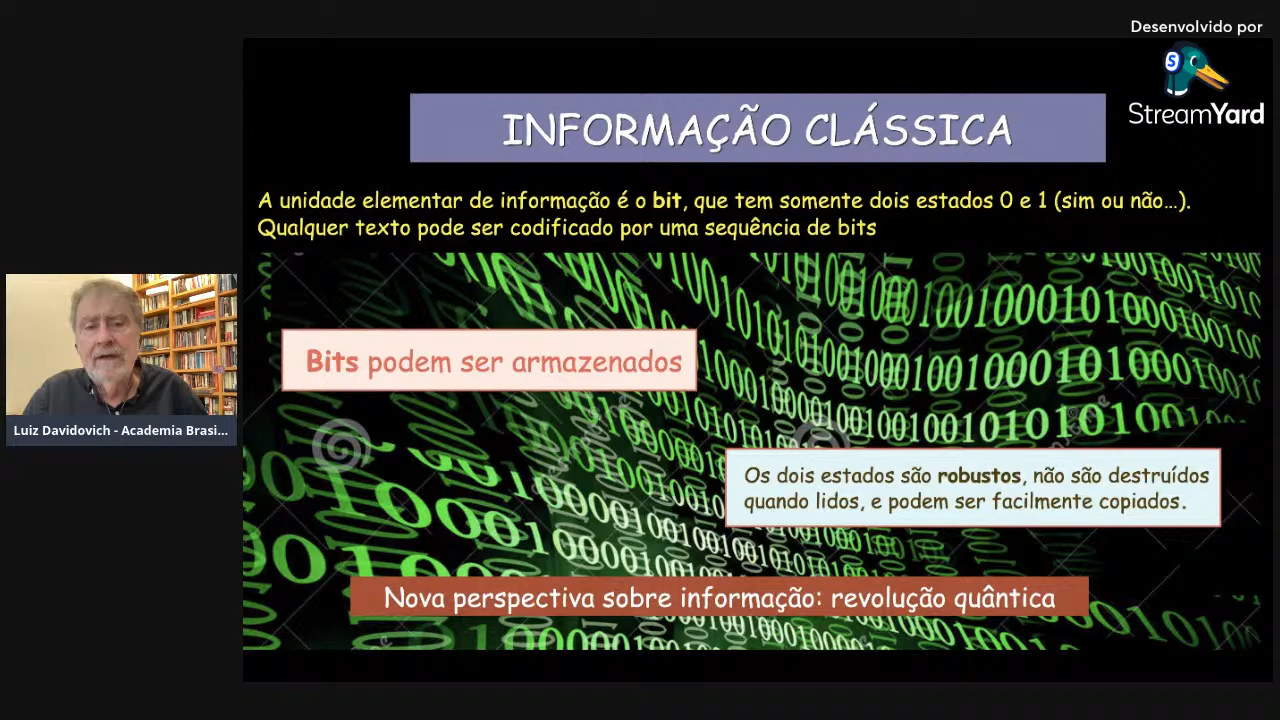 Desenvolvido por
StreamYard
INFORMAÇÃO CLÁSSICA
A unidade elementar de informação é o bit, que tem somente dois estados 0 e 1 (sim ou não...).
Qualquer texto pode ser codificado por uma sequência de bits
Bits podem ser armazenados
Luiz Davidovich - Academia Brasi...
Os dois estados são robustos, não são destruídos
quando lidos, e podem ser facilmente copiados.
Nova perspectiva sobre informação: revolução quântica